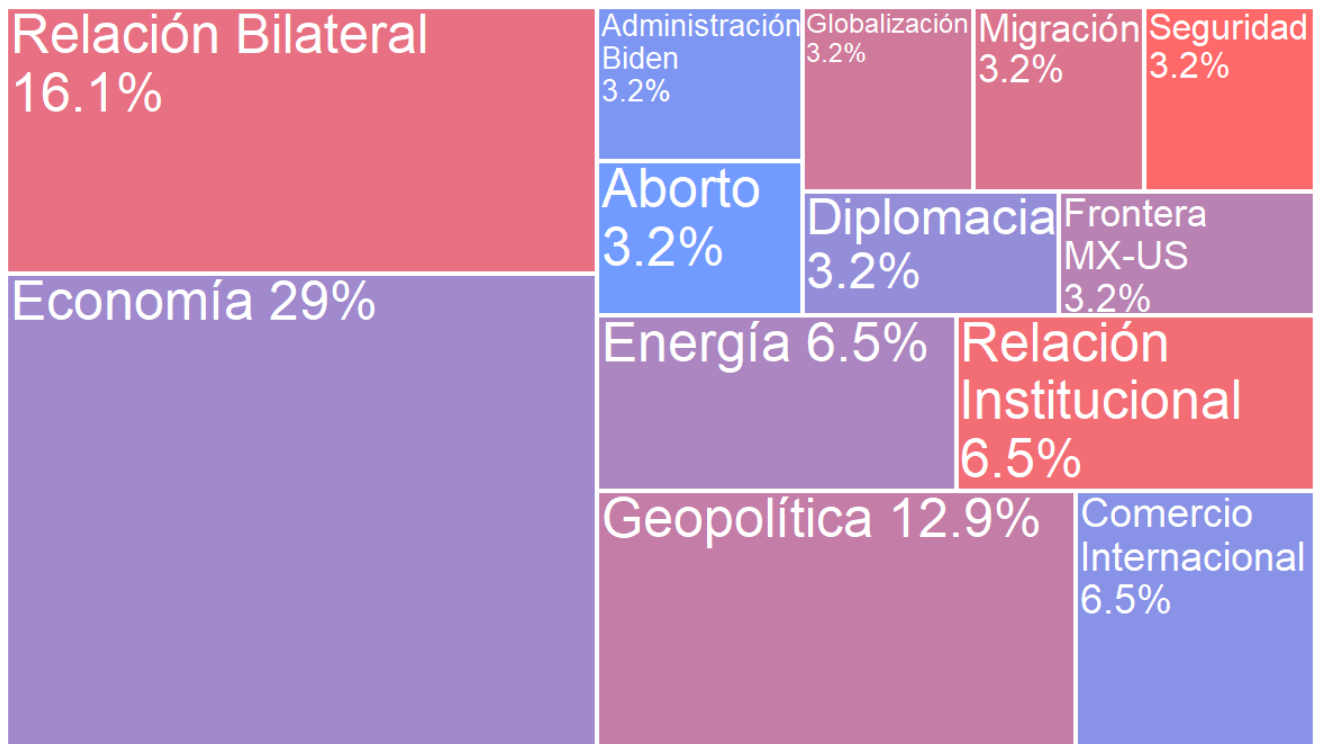 Relación Bilateral
16.1%
Economía 29%
Administración
Biden
3.2%
Globalización
3.2%
Migración
3.2%
Seguridad
3.2%
Aborto
3.2%
Diplomacia
3.2%
Frontera
MX-US
3.2%
Energía 6.5%
Relación
Institucional
6.5%
Geopolítica 12.9%
Comercio
Internacional
6.5%